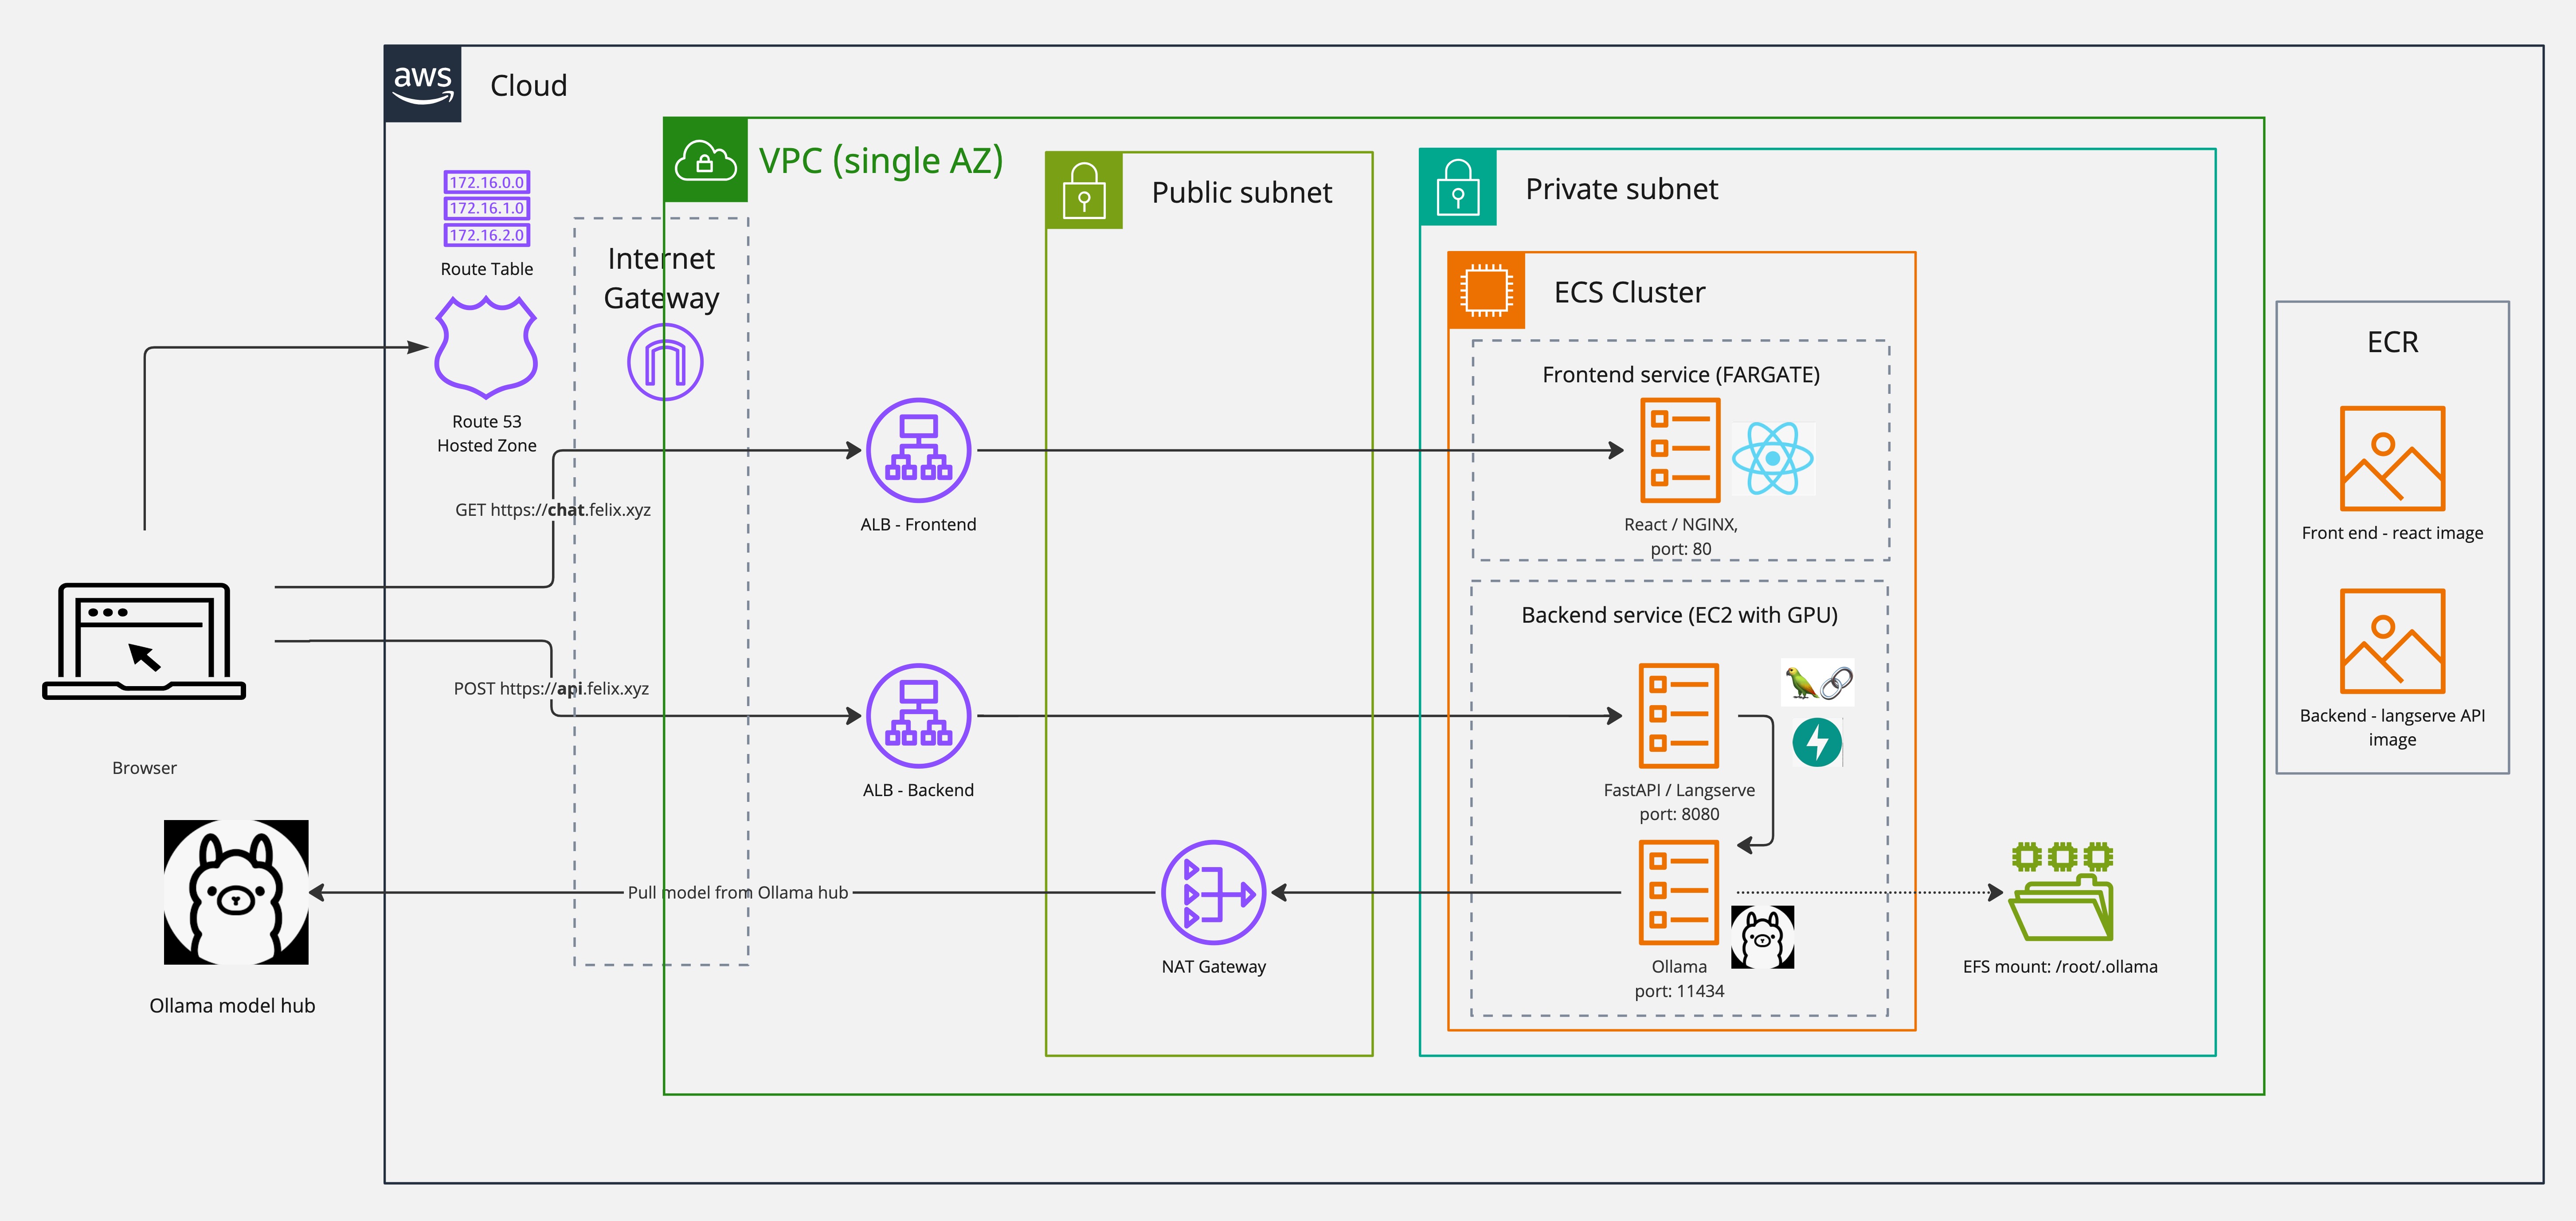 aws
Cloud
VPC (single AZ)
172.16.0.0
172.16.1.0
172.16.2.0
Route Table
Internet
Gateway
Public subnet
Private subnet
ECS Cluster
ECR
Route 53
Hosted Zone
Frontend service (FARGATE)
GET https://chat.felix.xyz
ALB - Frontend
React / NGINX,
port: 80
Front end - react image
Backend service (EC2 with GPU)
POST https://api.felix.xyz
Browser
ALB - Backend
FastAPI / Langserve
port: 8080
Backend - langserve API
image
Pull model from Ollama hub
NAT Gateway
Ollama
port: 11434
EFS mount: /root/.ollama
Ollama model hub